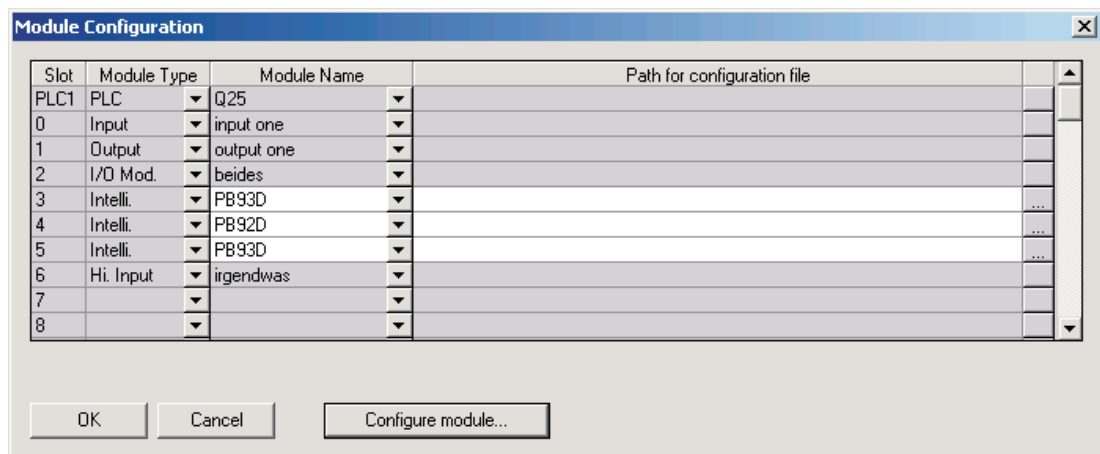 Module Configuration
Slot Module Type Module Name Path for configuration file
PLC1 PLC Q25
0 Input input one
1 Output output one
2 I/O Mod. beides
3 Intelli. PB93D ...
4 Intelli. PB92D ...
5 Intelli. PB93D ...
6 Hi. Input irgendwas
7
8
OK Cancel Configure module...